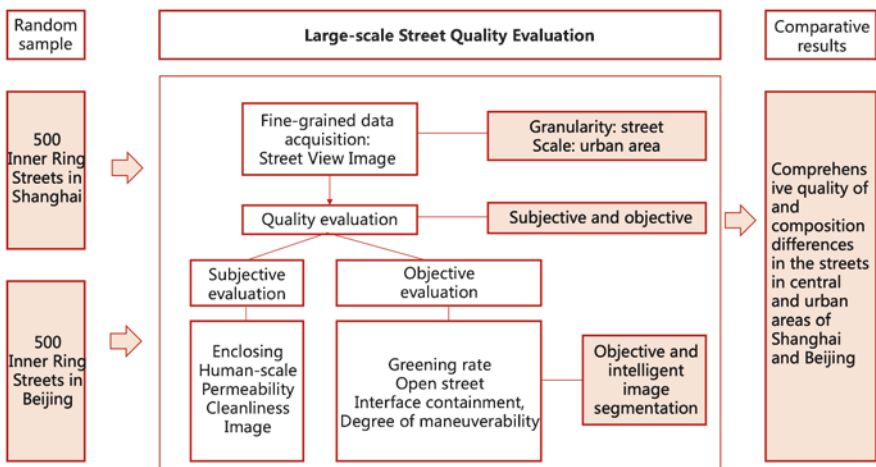 Random
sample
Large-scale Street Quality Evaluation
Comparative
results
500
Inner Ring
Streets in
Shanghai
500
Inner Ring
Streets in
Beijing
Fine-grained data
acquisition:
Street View Image
Granularity: street
Scale: urban area
Quality evaluation
Subjective and objective
Subjective
evaluation
Objective
evaluation
Enclosing
Human-scale
Permeability
Cleanliness
Image
Greening rate
Open street
Interface containment,
Degree of maneuverability
Objective and
intelligent
image
segmentation
Comprehens
ive quality of
and
composition
differences
in the streets
in central
and urban
areas of
Shanghai
and Beijing